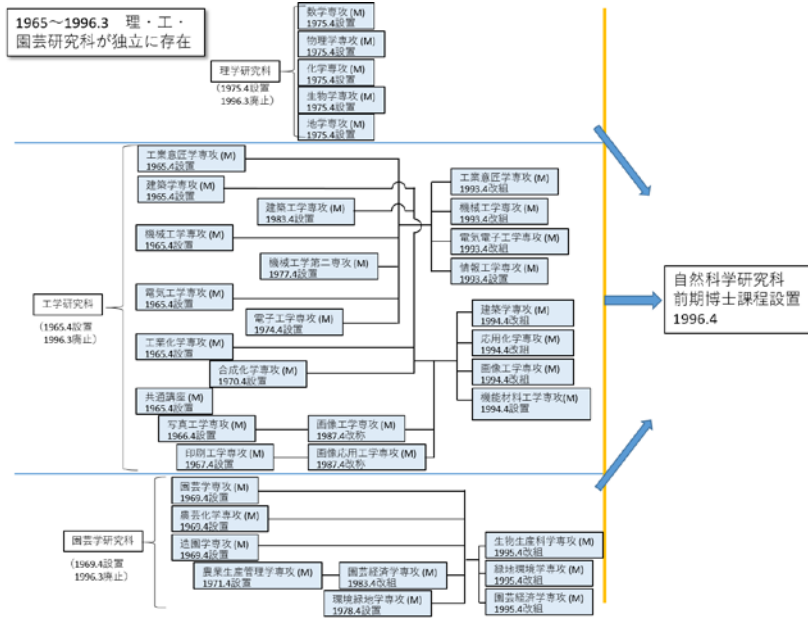 1965～1996.3　理・工・
園芸研究科が独立に存在
数学専攻(M)
1975.4設置
物理学専攻(M)
1975.4設置
化学専攻(M)
1975.4設置
生物学専攻(M)
1975.4設置
地学専攻(M)
1975.4設置
理学研究科
（1975.4設置
1996.3廃止）
工業意匠学専攻(M)
1965.4設置
建築学専攻(M)
1965.4設置
建築工学専攻(M)
1983.4設置
機械工学専攻(M)
1965.4設置
機械工学第二専攻(M)
1977.4設置
電気工学専攻(M)
1965.4設置
電子工学専攻(M)
1974.4設置
工業化学専攻(M)
1965.4設置
合成化学専攻(M)
1970.4設置
共通講座(M)
1965.4設置
写真工学専攻(M)
1966.4設置
画像工学専攻(M)
1987.4改称
印刷工学専攻(M)
1967.4設置
画像応用工学専攻(M)
1987.4改称
工学研究科
（1965.4設置
1996.3廃止）
工業意匠学専攻(M)
1993.4改組
機械工学専攻(M)
1993.4改組
電気電子工学専攻(M)
1993.4改組
情報工学専攻(M)
1993.4設置
建築学専攻(M)
1994.4改組
応用化学専攻(M)
1994.4改組
画像工学専攻(M)
1994.4改組
機能材料工学専攻(M)
1994.4設置
園芸学専攻(M)
1969.4設置
農芸化学専攻(M)
1969.4設置
造園学専攻(M)
1969.4設置
農業生産管理学専攻(M)
1971.4設置
園芸経済学専攻(M)
1983.4改組
環境緑地学専攻(M)
1978.4設置
園芸学研究科
（1969.4設置
1996.3廃止）
生物生産科学専攻(M)
1995.4改組
緑地環境学専攻(M)
1995.4改組
園芸経済学専攻(M)
1995.4改組
自然科学研究科
前期博士課程設置
1996.4